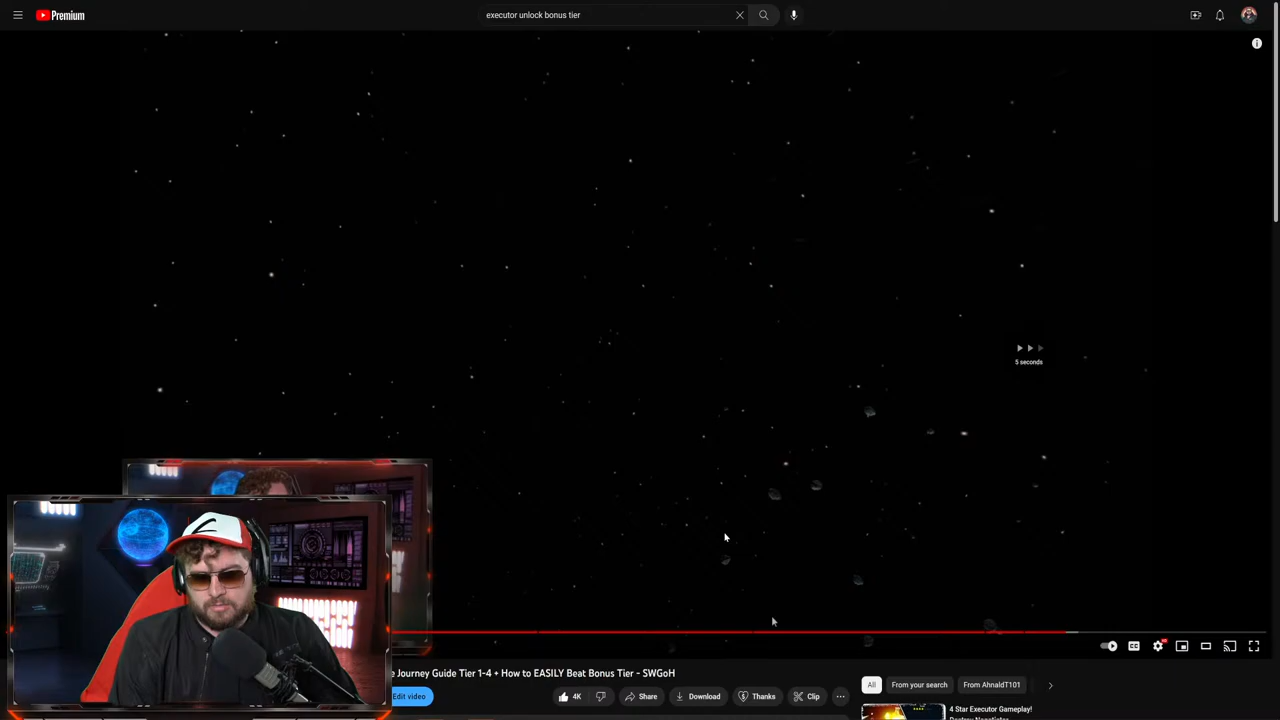 Premium
executor unlock bonus tier
5 seconds
Journey Guide Tier 1-4 + How to EASILY Beat Bonus Tier - SWGoH
Edit video
4K
Share
Download
Thanks
Clip
All
From your search
From AhnaldT101
4 Star Executor Gameplay!